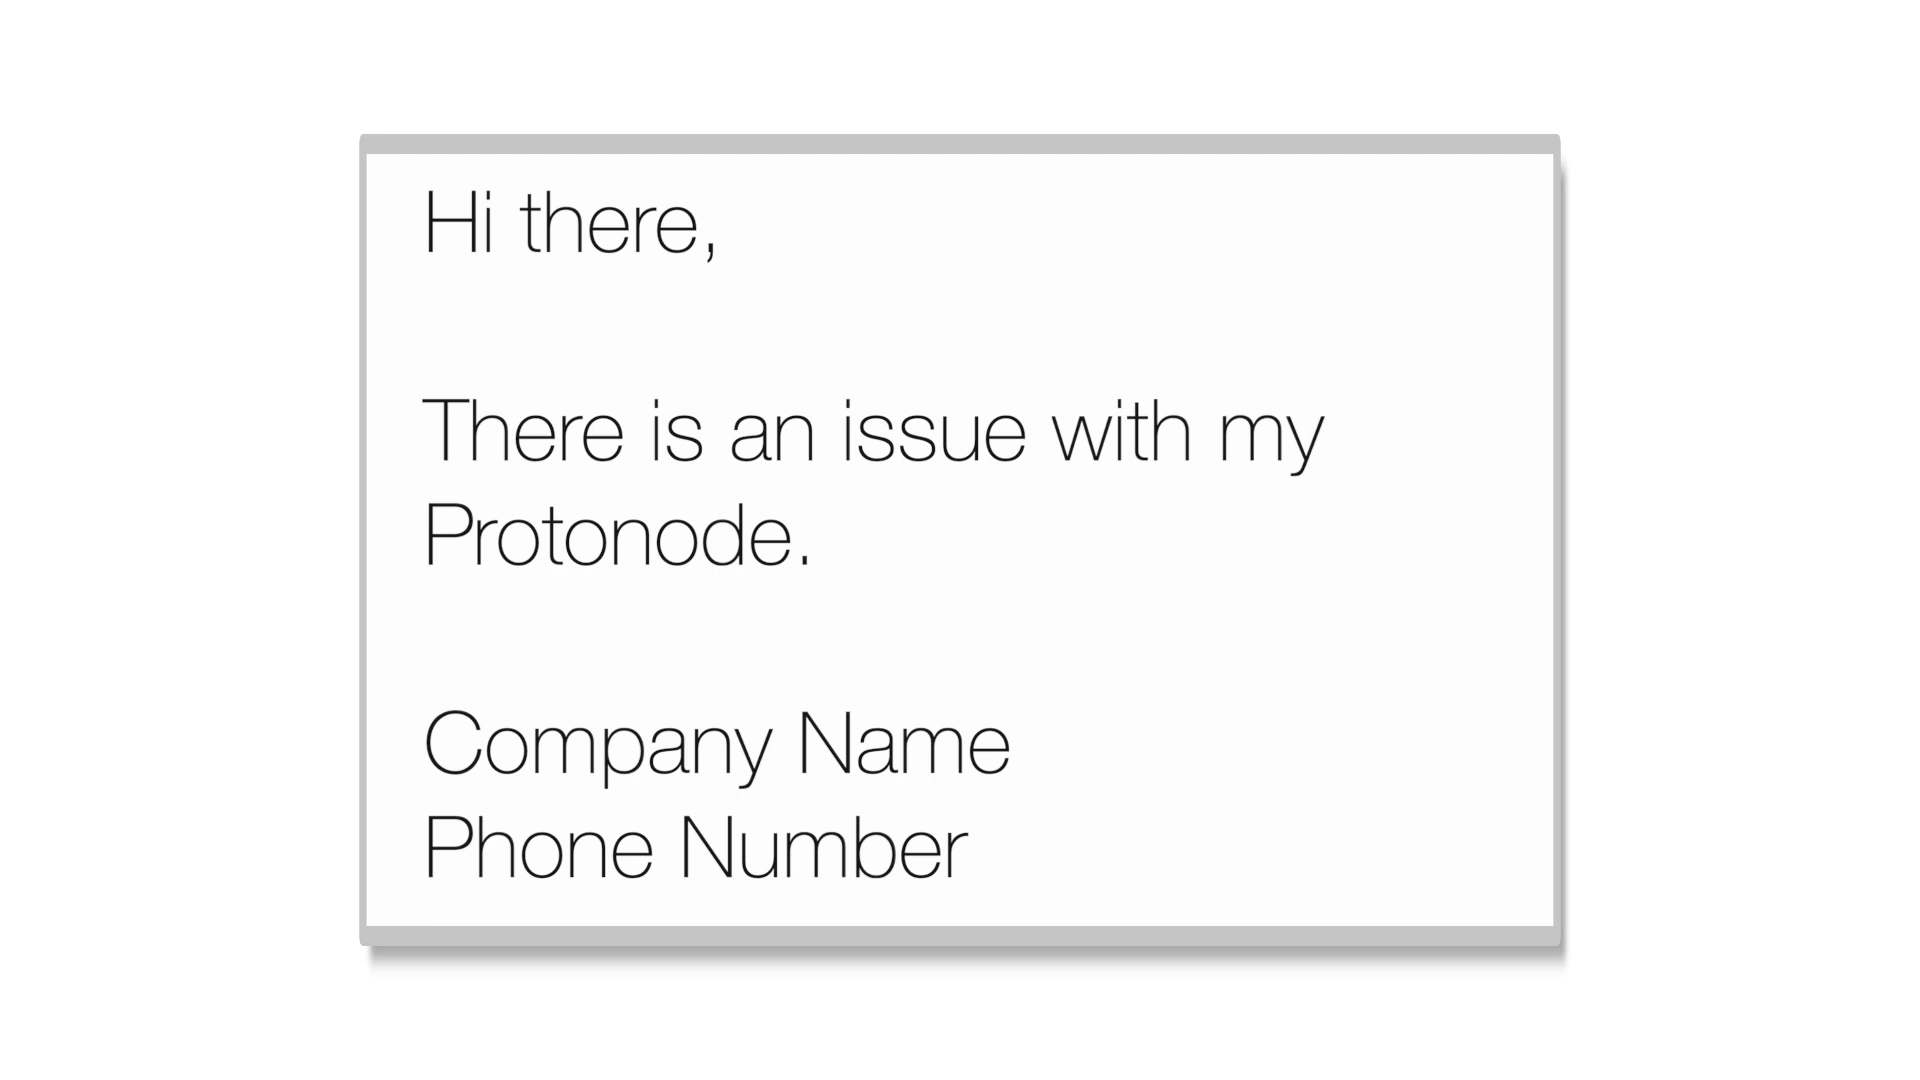 Hi there,
There is an issue with my
Protonode.
Company Name
Phone Number